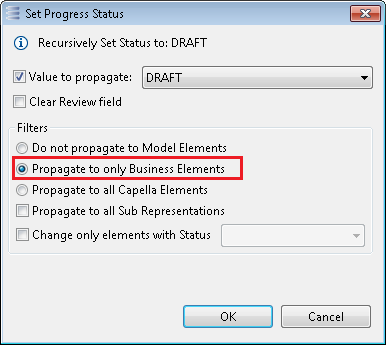 Set Progress Status
Recursively Set Status to: DRAFT
Value to propagate: DRAFT
Clear Review field
Filters
Do not propagate to Model Elements
Propagate to only Business Elements
Propagate to all Capella Elements
Propagate to all Sub Representations
Change only elements with Status
OK Cancel